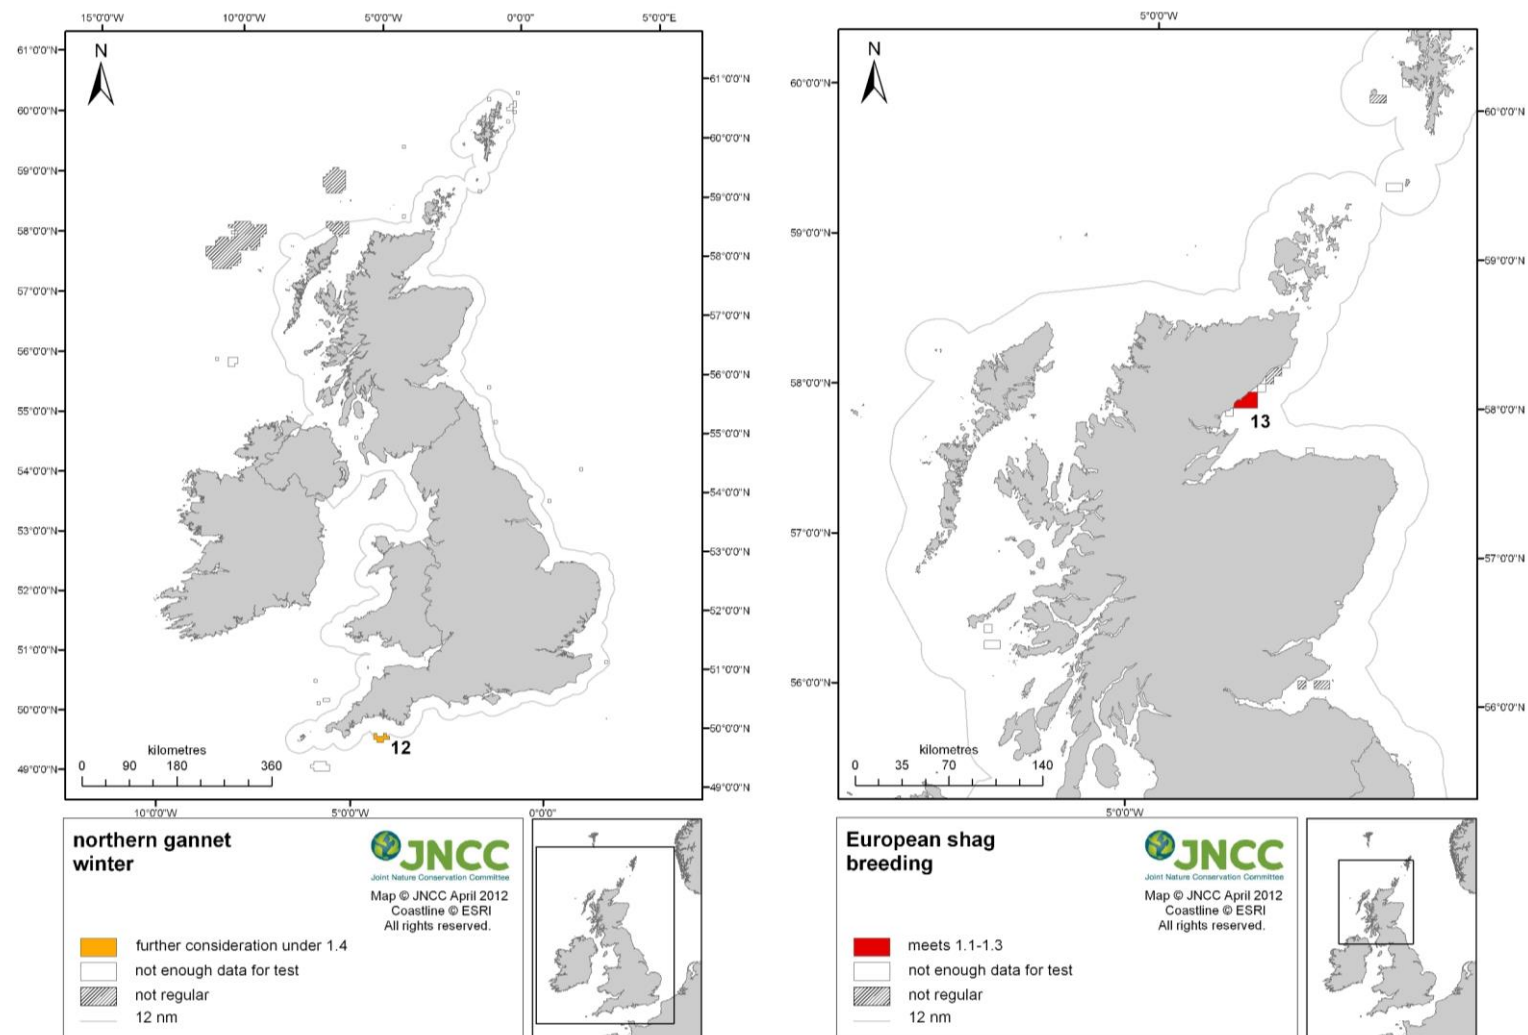 15°0'0"W 10°0'0"W 5°0'0"W 0°0'0" 5°0'0"E
61°0'0"N
60°0'0"N
59°0'0"N
58°0'0"N
57°0'0"N
56°0'0"N
55°0'0"N
54°0'0"N
53°0'0"N
52°0'0"N
51°0'0"N
50°0'0"N
49°0'0"N
N
61°0'0"N
60°0'0"N
59°0'0"N
58°0'0"N
57°0'0"N
56°0'0"N
55°0'0"N
54°0'0"N
53°0'0"N
52°0'0"N
51°0'0"N
50°0'0"N
49°0'0"N
12
kilometres
0 90 180 360
10°0'0"W 5°0'0"W 0°0'0"
northern gannet
winter
JNCC
Joint Nature Conservation Committee
Map © JNCC April 2012
Coastline © ESRI
All rights reserved.
further consideration under 1.4
not enough data for test
not regular
12 nm
5°0'0"W
N
60°0'0"N
59°0'0"N
58°0'0"N
57°0'0"N
56°0'0"N
60°0'0"N
59°0'0"N
58°0'0"N
57°0'0"N
56°0'0"N
13
kilometres
0 35 70 140
5°0'0"W
European shag
breeding
JNCC
Joint Nature Conservation Committee
Map © JNCC April 2012
Coastline © ESRI
All rights reserved.
meets 1.1-1.3
not enough data for test
not regular
12 nm